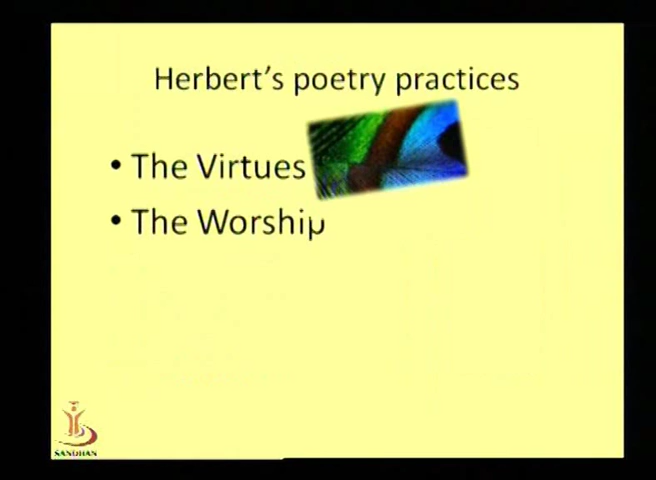 Herbert's poetry practices
• The Virtues
• The Worship
SANDHAN